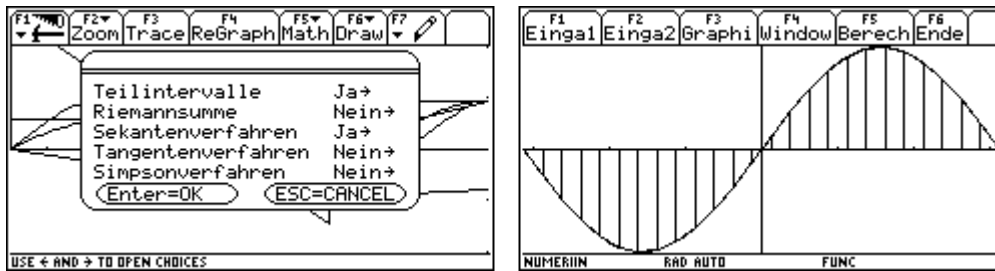 F1 F2 F3 F4 F5 F6 F7
Zoom Trace ReGraph Math Draw
Teilintervalle Ja→
Riemannsumme Nein→
Sekantenverfahren Ja→
Tangentenverfahren Nein→
Simpsonverfahren Nein→
Enter=OK ESC=CANCEL
USE ← AND → TO OPEN CHOICES
F1 F2 F3 F4 F5 F6
Einga1 Einga2 Graphi Window Berech Ende
NUMERIIN RAD AUTO FUNC